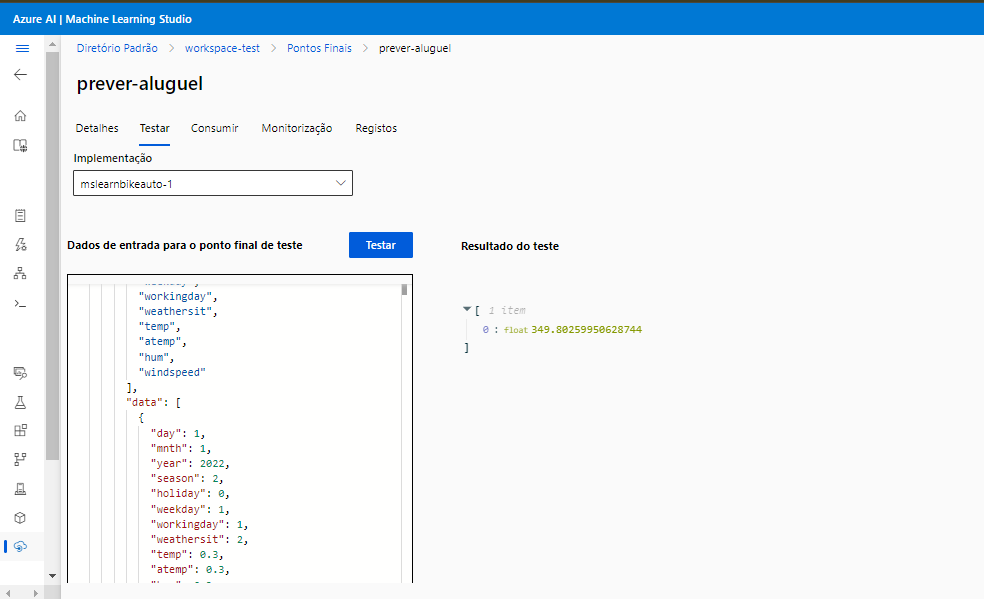 Azure AI | Machine Learning Studio
Diretório Padrão > workspace-test > Pontos Finais > prever-aluguel
prever-aluguel
Detalhes Testar Consumir Monitorização Registos
Implementação
mslearnbikeauto-1
Dados de entrada para o ponto final de teste
Testar
"workingday",
"weathersit",
"temp",
"atemp",
"hum",
"windspeed"
],
"data": [
{
"day": 1,
"mnth": 1,
"year": 2022,
"season": 2,
"holiday": 0,
"weekday": 1,
"workingday": 1,
"weathersit": 2,
"temp": 0.3,
"atemp": 0.3,
Resultado do teste
[ 1 item
0 : float 349.80259950628744
]